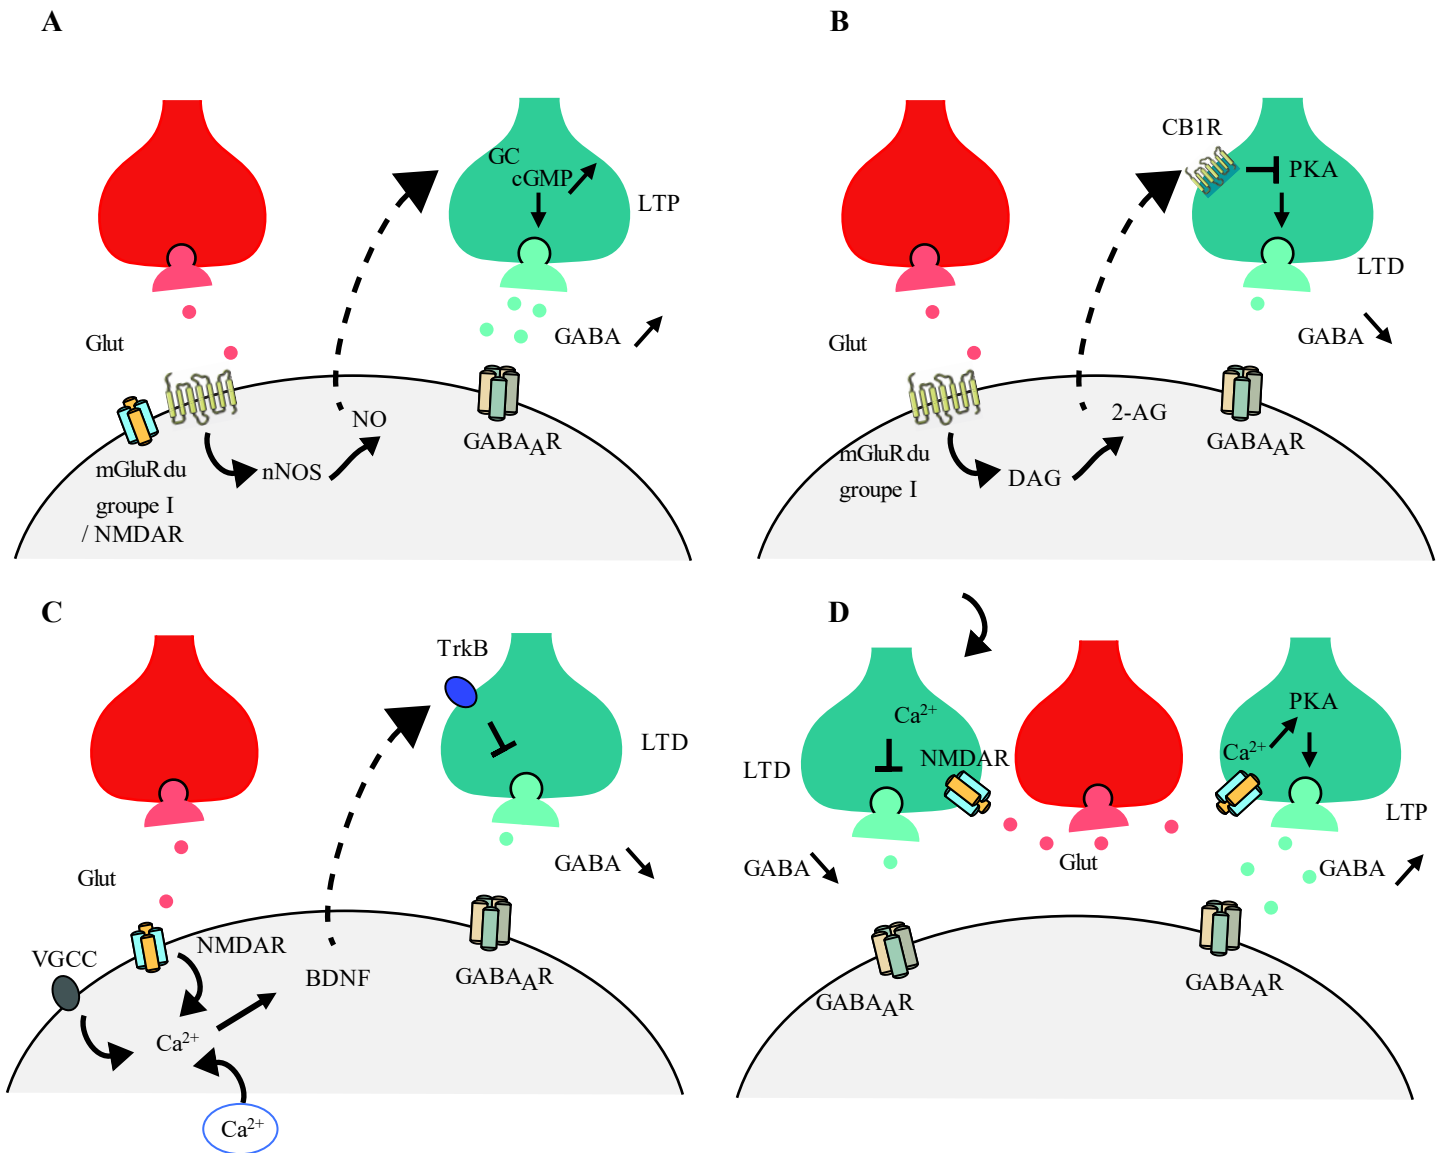 A
GC
cGMP
LTP
Glut
GABA
NO
nNOS
GABAAR
mGluR du
groupe I
/ NMDAR
B
CB1R
PKA
LTD
Glut
GABA
2-AG
DAG
GABAAR
mGluR du
groupe I
C
TrkB
LTD
Glut
GABA
NMDAR
VGCC
BDNF
GABAAR
Ca²⁺
Ca²⁺
D
Ca²⁺
NMDAR
LTD
GABA
Glut
PKA
Ca²⁺
LTP
GABA
GABAAR
GABAAR